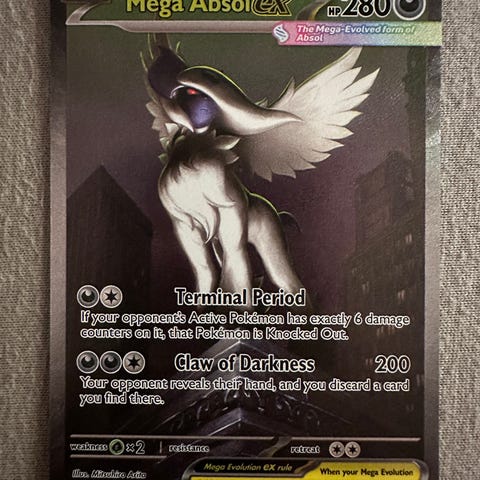 Mega Absol ex HP 280
The Mega-Evolved form of
Absol
Terminal Period
If your opponent's Active Pokémon has exactly 6 damage
counters on it, that Pokémon is Knocked Out.
Claw of Darkness 200
Your opponent reveals their hand, and you discard a card
you find there.
weakness ×2 resistance retreat
Illus. Mitsuhiro Arita
Mega Evolution ex rule
When your Mega Evolution